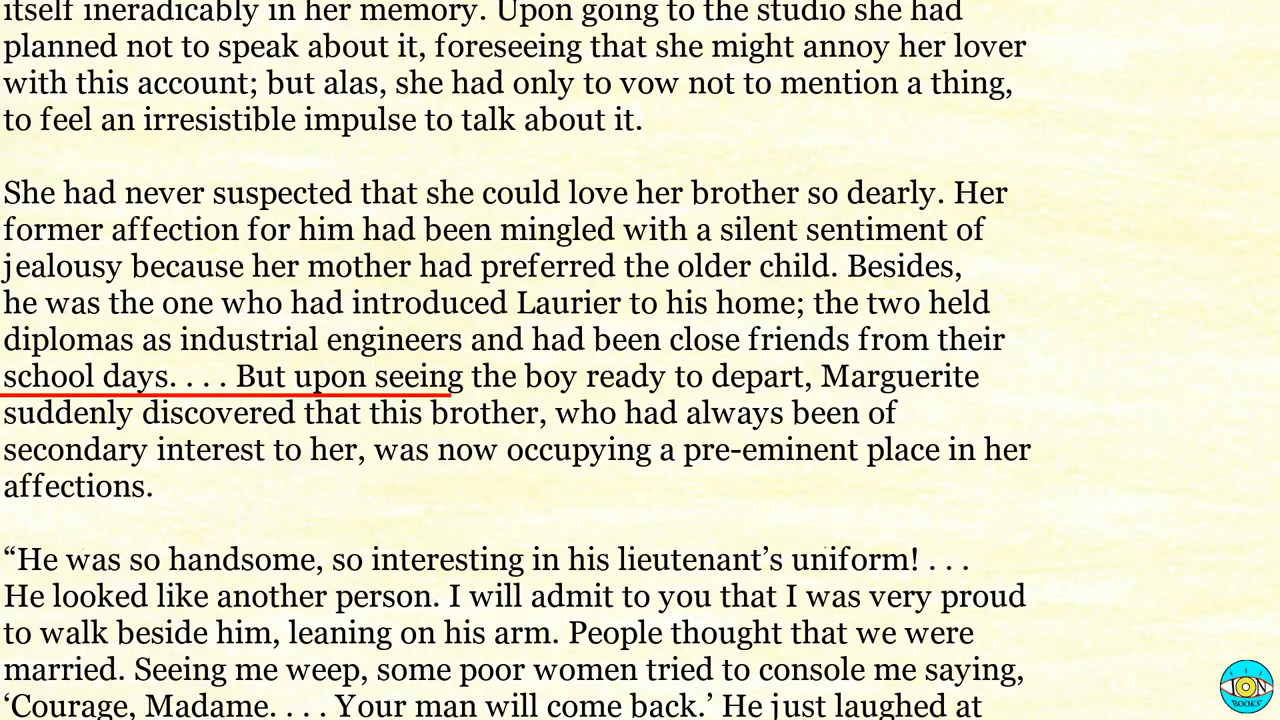 itself ineradicably in her memory. Upon going to the studio she had
planned not to speak about it, foreseeing that she might annoy her lover
with this account; but alas, she had only to vow not to mention a thing,
to feel an irresistible impulse to talk about it.
She had never suspected that she could love her brother so dearly. Her
former affection for him had been mingled with a silent sentiment of
jealousy because her mother had preferred the older child. Besides,
he was the one who had introduced Laurier to his home; the two held
diplomas as industrial engineers and had been close friends from their
school days. . . . But upon seeing the boy ready to depart, Marguerite
suddenly discovered that this brother, who had always been of
secondary interest to her, was now occupying a pre-eminent place in her
affections.
“He was so handsome, so interesting in his lieutenant’s uniform! . . .
He looked like another person. I will admit to you that I was very proud
to walk beside him, leaning on his arm. People thought that we were
married. Seeing me weep, some poor women tried to console me saying,
‘Courage, Madame. . . . Your man will come back.’ He just laughed at
ION
BOOKS